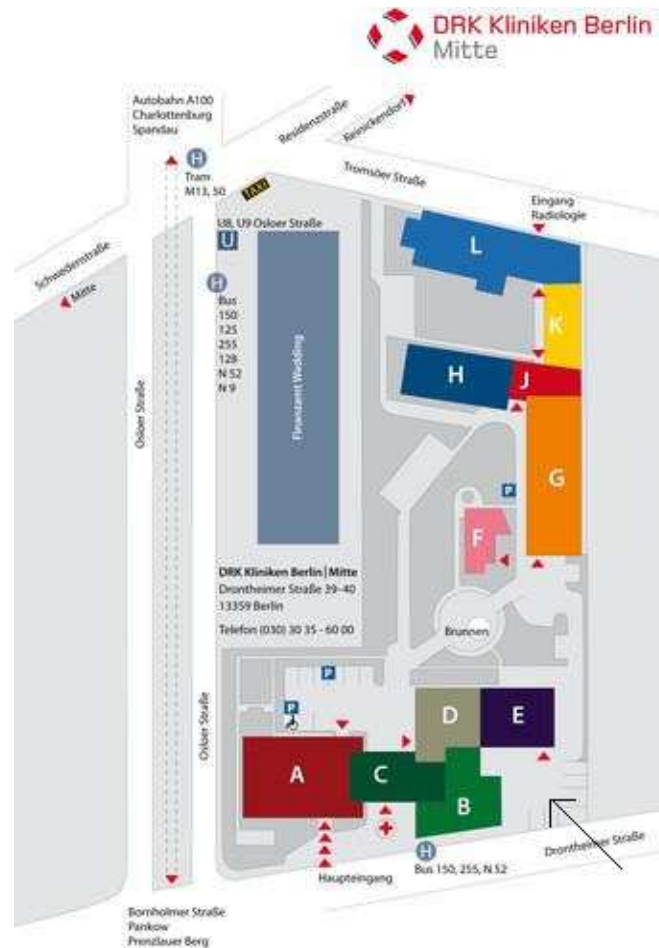 DRK Kliniken Berlin
Mitte
Autobahn A100
Charlottenburg
Spandau
Residenzstraße
Reinickendorf
H
Tram
M13, 50
TAXI
Tromsöer Straße
Eingang
Radiologie
U8, U9 Osloer Straße
U
L
Schwedenstraße
Mitte
H
Bus
150
125
255
128
N 52
N 9
K
H
J
Osloer Straße
Finanzamt Wedding
G
P
F
DRK Kliniken Berlin | Mitte
Drontheimer Straße 39–40
13359 Berlin
Telefon (030) 30 35 - 60 00
Brunnen
P
P
Osloer Straße
D
E
A
C
B
H
Drontheimer Straße
Haupteingang
Bus 150, 255, N 52
Bornholmer Straße
Pankow
Prenzlauer Berg